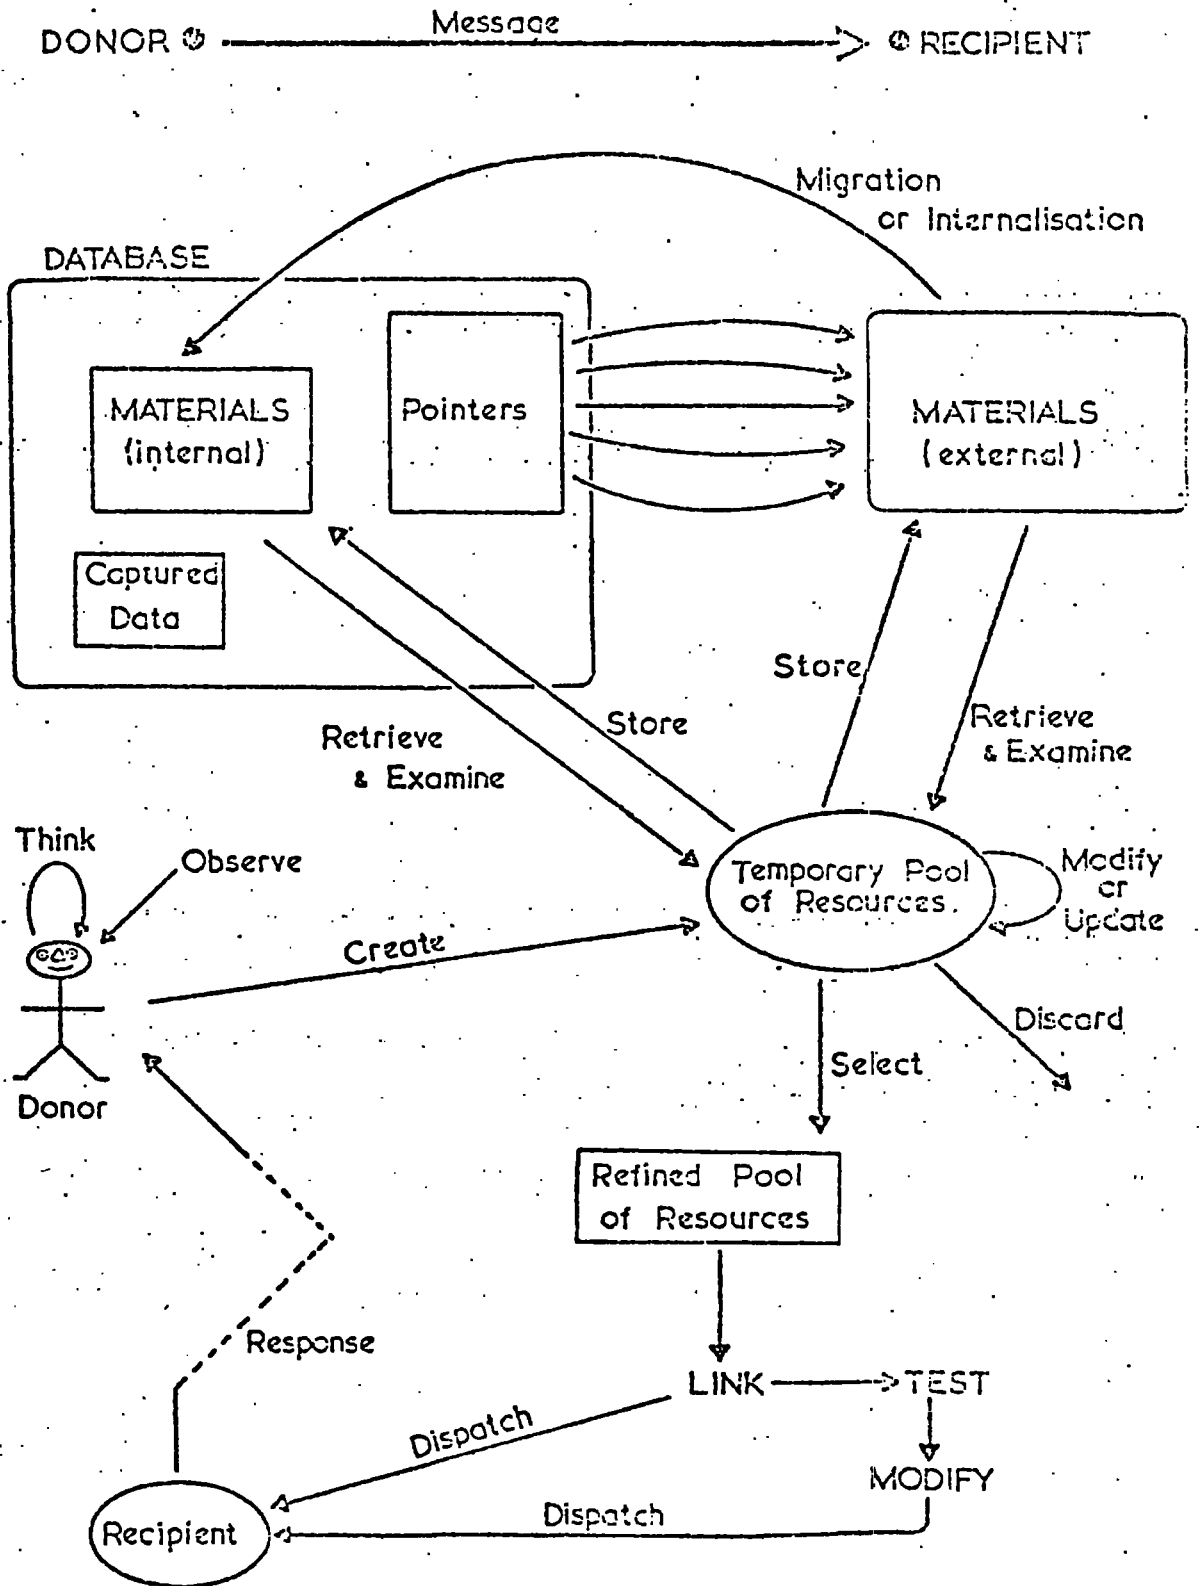 Message
DONOR RECIPIENT
Migration
or Internalisation
DATABASE
MATERIALS
(internal)
Pointers
MATERIALS
(external)
Captured
Data
Store
Retrieve
& Examine
Store
Retrieve
& Examine
Think
Observe
Temporary Pool
of Resources.
Modify
or
Update
Create
Discard
Select
Donor
Refined Pool
of Resources
Response
LINK
TEST
Dispatch
MODIFY
Dispatch
Recipient